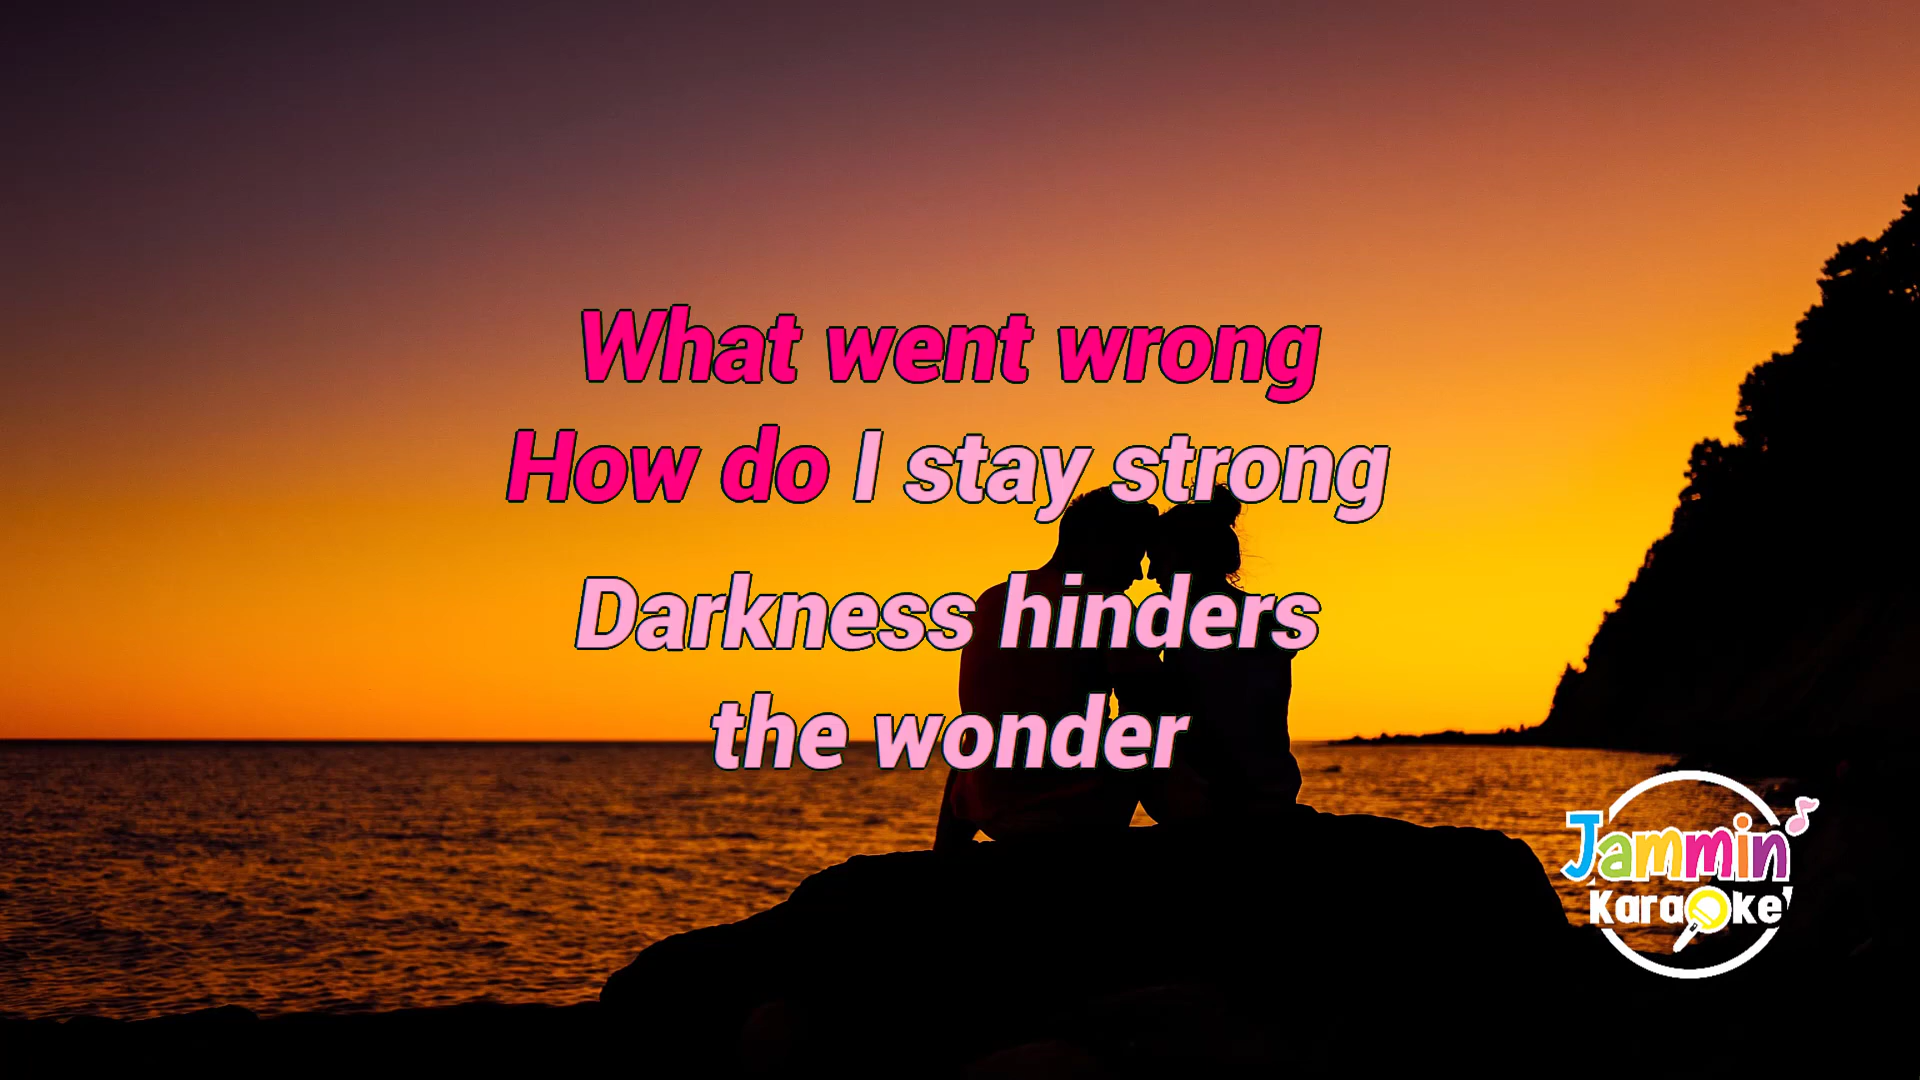 What went wrong
How do I stay strong
Darkness hinders
the wonder
Jammin'
Karaoke